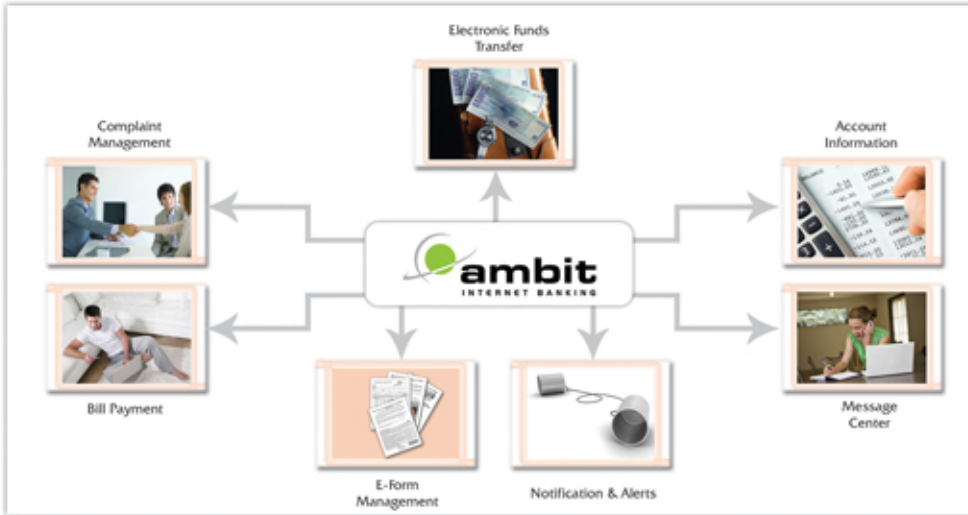 Electronic Funds
Transfer
Complaint
Management
Account
Information
ambit
INTERNET BANKING
Bill Payment
Message
Center
E-Form
Management
Notification & Alerts